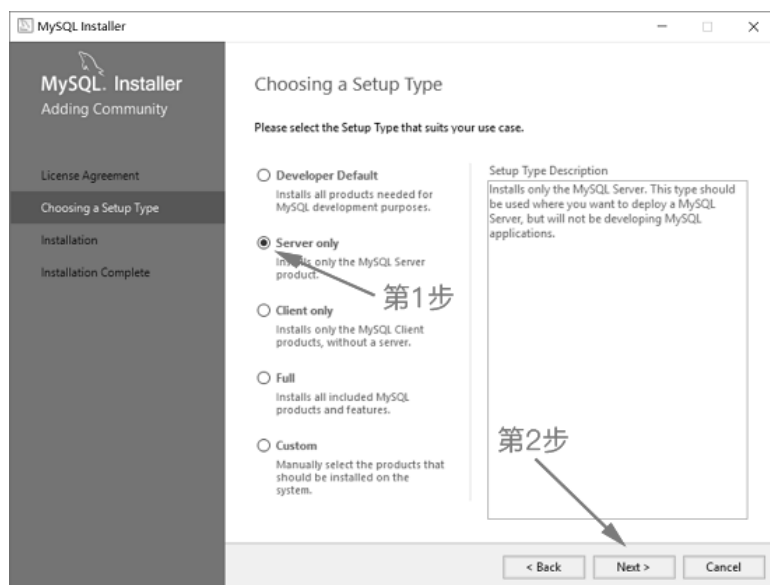 MySQL Installer
MySQL. Installer
Adding Community
License Agreement
Choosing a Setup Type
Installation
Installation Complete
Choosing a Setup Type
Please select the Setup Type that suits your use case.
Developer Default
Installs all products needed for
MySQL development purposes.
Server only
Installs only the MySQL Server
product.
第1步
Client only
Installs only the MySQL Client
products, without a server.
Full
Installs all included MySQL
products and features.
Custom
Manually select the products that
should be installed on the
system.
Setup Type Description
Installs only the MySQL Server. This type should
be used where you want to deploy a MySQL
Server, but will not be developing MySQL
applications.
第2步
< Back
Next >
Cancel